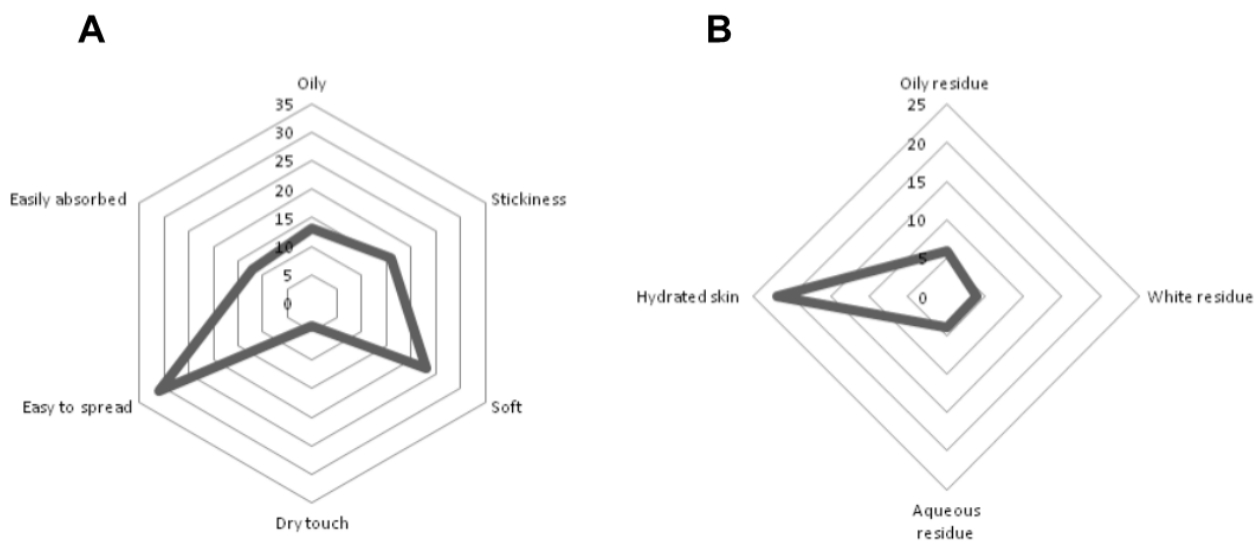 A
B
Oily
35
30
25
20
15
10
5
0
Stickiness
Soft
Dry touch
Easy to spread
Easily absorbed
Oily residue
25
20
15
10
5
0
White residue
Aqueous
residue
Hydrated skin